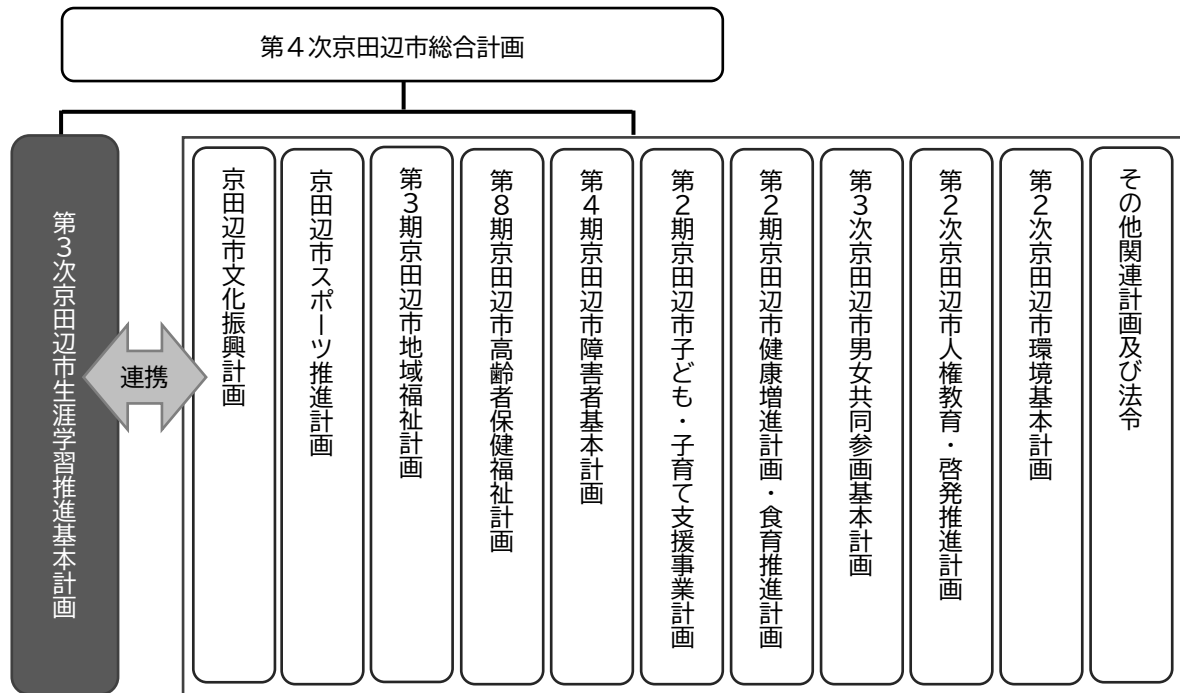 第４次京田辺市総合計画
第３次京田辺市生涯学習推進基本計画
連携
京田辺市文化振興計画
京田辺市スポーツ推進計画
第３期京田辺市地域福祉計画
第８期京田辺市高齢者保健福祉計画
第４期京田辺市障害者基本計画
第２期京田辺市子ども・子育て支援事業計画
第２期京田辺市健康増進計画・食育推進計画
第３次京田辺市男女共同参画基本計画
第２次京田辺市人権教育・啓発推進計画
第２次京田辺市環境基本計画
その他関連計画及び法令